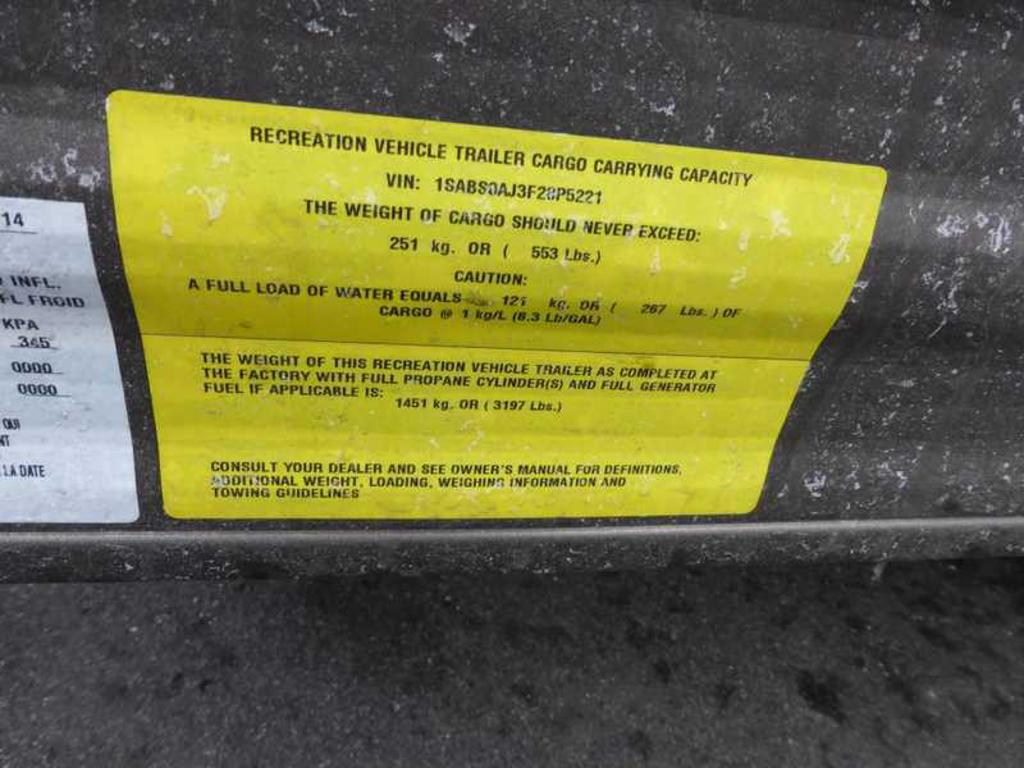 RECREATION VEHICLE TRAILER CARGO CARRYING CAPACITY
VIN: 1SABS0AJ3F28P5221
THE WEIGHT OF CARGO SHOULD NEVER EXCEED:
251 kg. OR ( 553 Lbs.)
CAUTION:
A FULL LOAD OF WATER EQUALS 121 kg. OR ( 267 Lbs. ) OF
CARGO @ 1 kg/L (8.3 Lb/GAL)
THE WEIGHT OF THIS RECREATION VEHICLE TRAILER AS COMPLETED AT
THE FACTORY WITH FULL PROPANE CYLINDER(S) AND FULL GENERATOR
FUEL IF APPLICABLE IS:
1451 kg. OR ( 3197 Lbs.)
CONSULT YOUR DEALER AND SEE OWNER'S MANUAL FOR DEFINITIONS,
ADDITIONAL WEIGHT, LOADING, WEIGHING INFORMATION AND
TOWING GUIDELINES
14
INFL.
FL FROID
KPA
345
0000
0000
QUI
NT
LA DATE